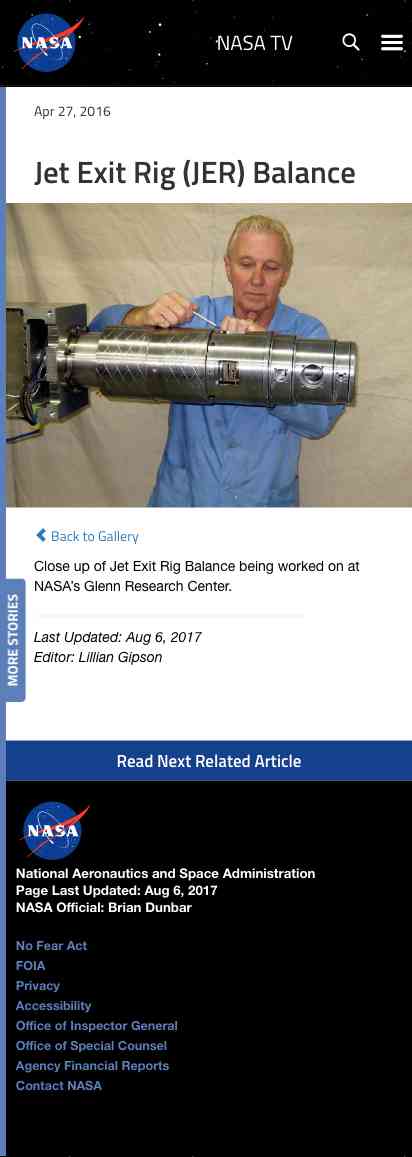 NASA
NASA TV
Apr 27, 2016
Jet Exit Rig (JER) Balance
Back to Gallery
Close up of Jet Exit Rig Balance being worked on at
NASA's Glenn Research Center.
MORE STORIES
Last Updated: Aug 6, 2017
Editor: Lillian Gipson
Read Next Related Article
NASA
National Aeronautics and Space Administration
Page Last Updated: Aug 6, 2017
NASA Official: Brian Dunbar
No Fear Act
FOIA
Privacy
Accessibility
Office of Inspector General
Office of Special Counsel
Agency Financial Reports
Contact NASA